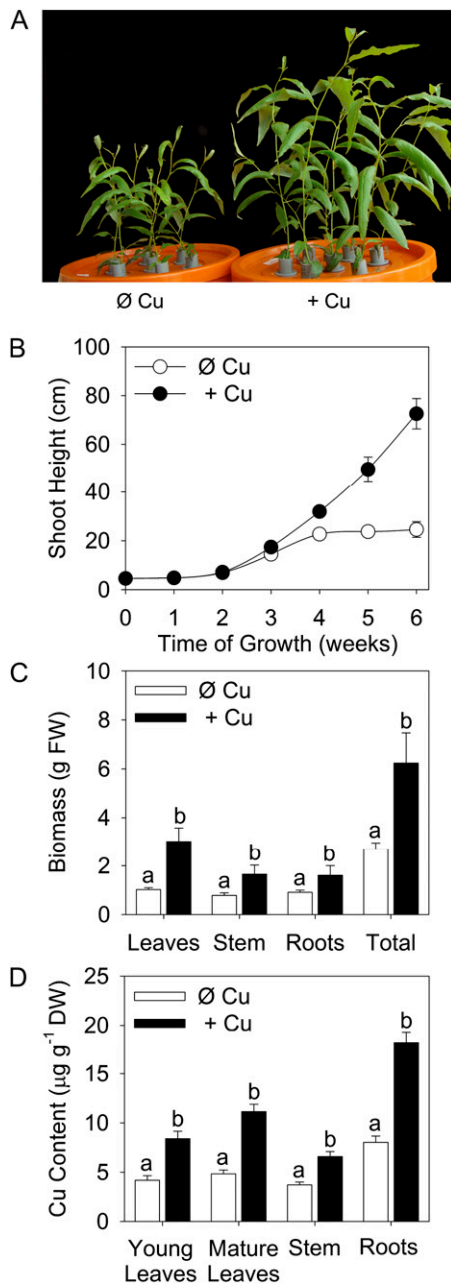 A
Ø Cu + Cu
B
100
80
60
40
20
0
Shoot Height (cm)
Ø Cu
+ Cu
0 1 2 3 4 5 6
Time of Growth (weeks)
C
10
8
6
4
2
0
Biomass (g FW)
Ø Cu
+ Cu
a b a b a b a b
Leaves Stem Roots Total
D
25
20
15
10
5
0
Cu Content (µg g⁻¹ DW)
Ø Cu
+ Cu
a b a b a b a b
Young Mature Stem Roots
Leaves Leaves